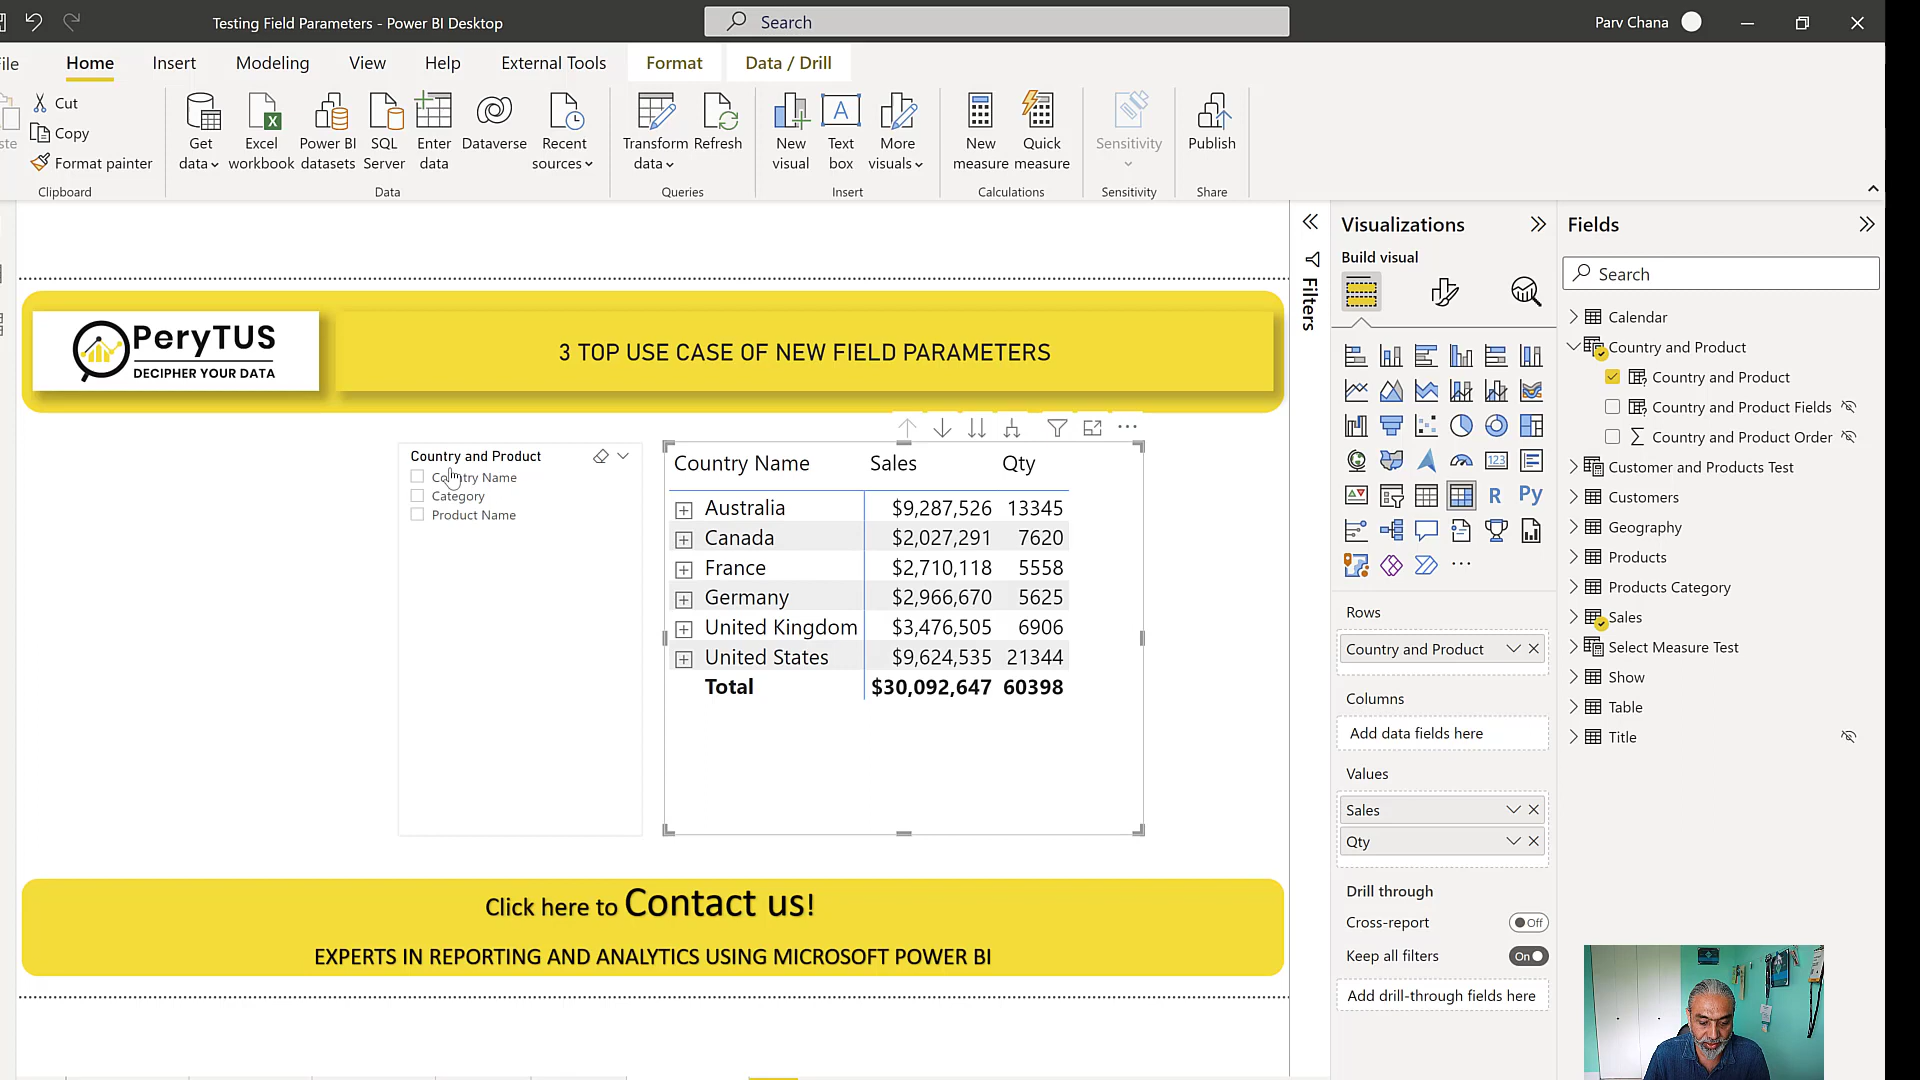 Testing Field Parameters - Power BI Desktop
Search
Parv Chana
Home
Insert
Modeling
View
Help
External Tools
Format
Data / Drill
Cut
Copy
Format painter
Clipboard
Get data
Excel workbook
Power BI datasets
SQL Server
Enter data
Dataverse
Recent sources
Data
Transform data
Refresh
Queries
New visual
Text box
More visuals
Insert
New measure
Quick measure
Calculations
Sensitivity
Sensitivity
Publish
Share
PeryTUS
DECIPHER YOUR DATA
3 TOP USE CASE OF NEW FIELD PARAMETERS
Country and Product
Country Name
Category
Product Name
Country Name Sales Qty
Australia $9,287,526 13345
Canada $2,027,291 7620
France $2,710,118 5558
Germany $2,966,670 5625
United Kingdom $3,476,505 6906
United States $9,624,535 21344
Total $30,092,647 60398
Click here to Contact us!
EXPERTS IN REPORTING AND ANALYTICS USING MICROSOFT POWER BI
Filters
Visualizations
Build visual
123
R
Py
Rows
Country and Product
Columns
Add data fields here
Values
Sales
Qty
Drill through
Cross-report
Off
Keep all filters
On
Add drill-through fields here
Fields
Search
Calendar
Country and Product
Country and Product
Country and Product Fields
Country and Product Order
Customer and Products Test
Customers
Geography
Products
Products Category
Sales
Select Measure Test
Show
Table
Title